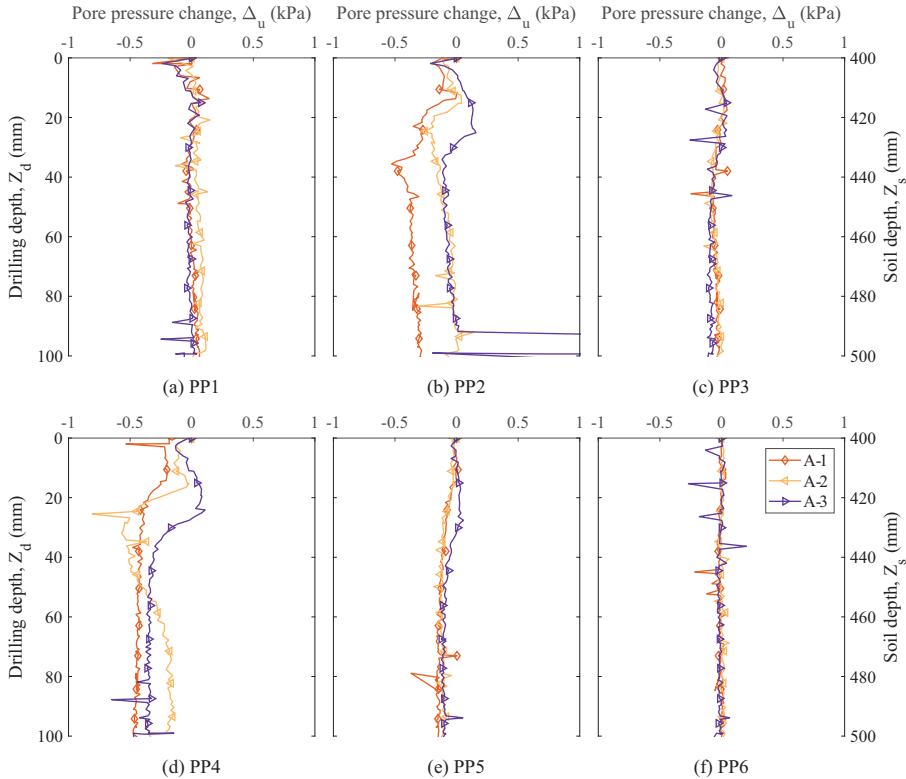 Pore pressure change, Δu (kPa) Pore pressure change, Δu (kPa) Pore pressure change, Δu (kPa)
-1 -0.5 0 0.5 1 -1 -0.5 0 0.5 1 -1 -0.5 0 0.5 1
0 400
20 420
40 440
60 460
80 480
100 500
Drilling depth, Zd (mm)
Soil depth, Zs (mm)
(a) PP1 (b) PP2 (c) PP3
-1 -0.5 0 0.5 1 -1 -0.5 0 0.5 1 -1 -0.5 0 0.5 1
0 400
A-1
A-2
A-3
20 420
40 440
60 460
80 480
100 500
Drilling depth, Zd (mm)
Soil depth, Zs (mm)
(d) PP4 (e) PP5 (f) PP6